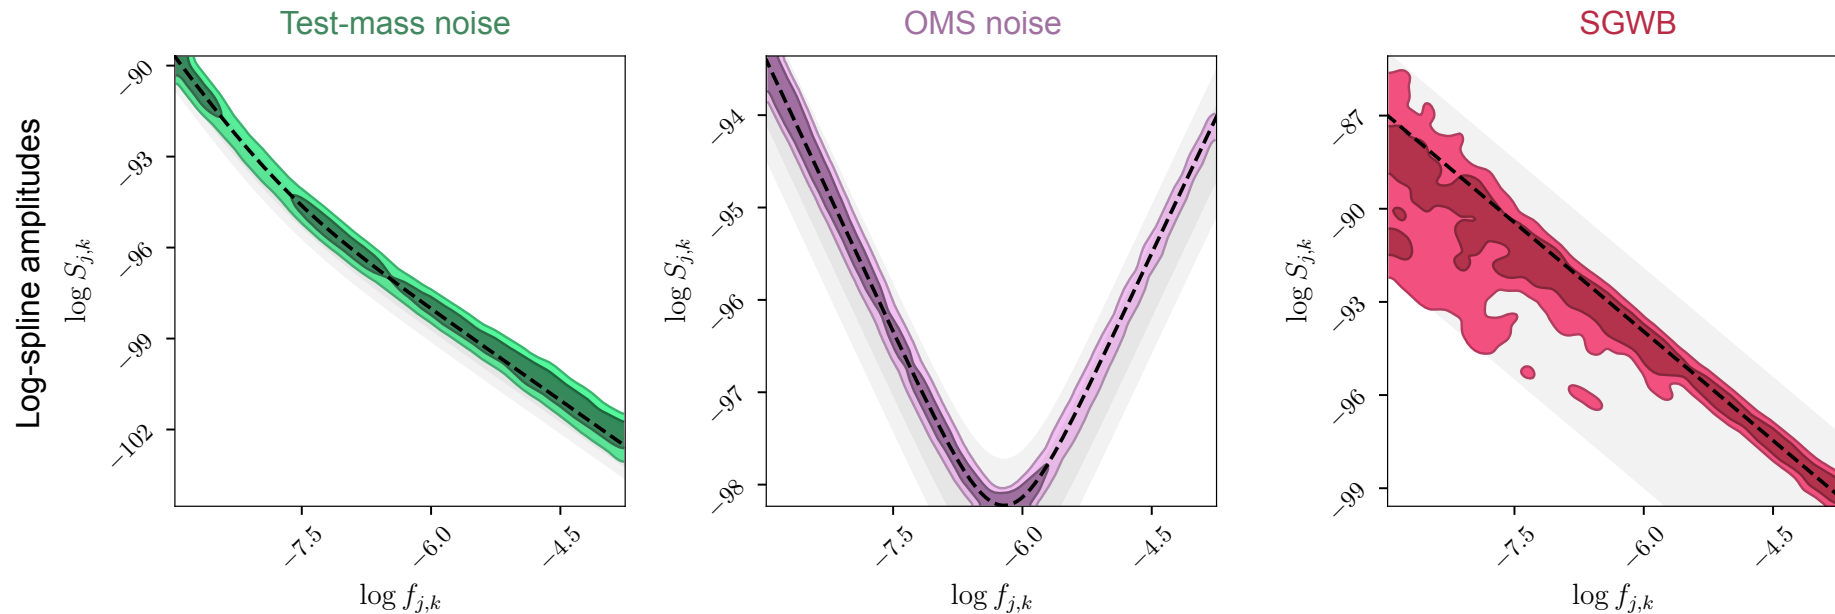 Test-mass noise
OMS noise
SGWB
Log-spline amplitudes
log S_{j,k}
−90
−93
−96
−99
−102
−7.5
−6.0
−4.5
log f_{j,k}
log S_{j,k}
−94
−95
−96
−97
−98
−7.5
−6.0
−4.5
log f_{j,k}
log S_{j,k}
−87
−90
−93
−96
−99
−7.5
−6.0
−4.5
log f_{j,k}